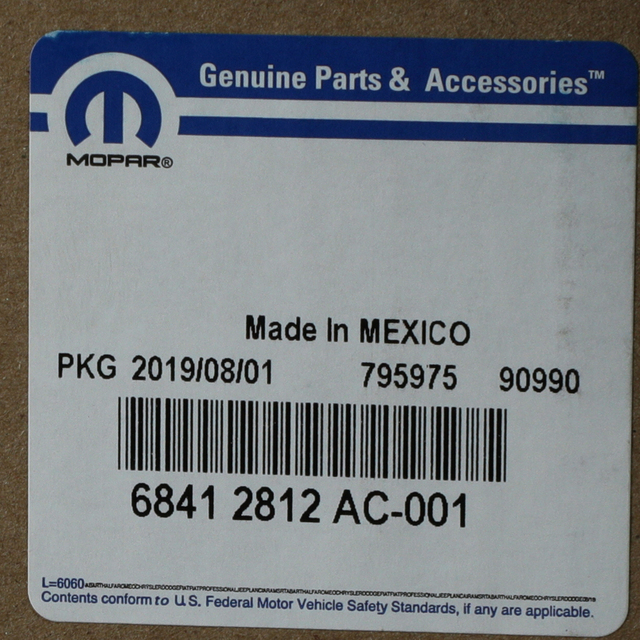 Genuine Parts & Accessories™
MOPAR®
Made In MEXICO
PKG 2019/08/01 795975 90990
6841 2812 AC-001
L=6060
Contents conform to U.S. Federal Motor Vehicle Safety Standards, if any are applicable.